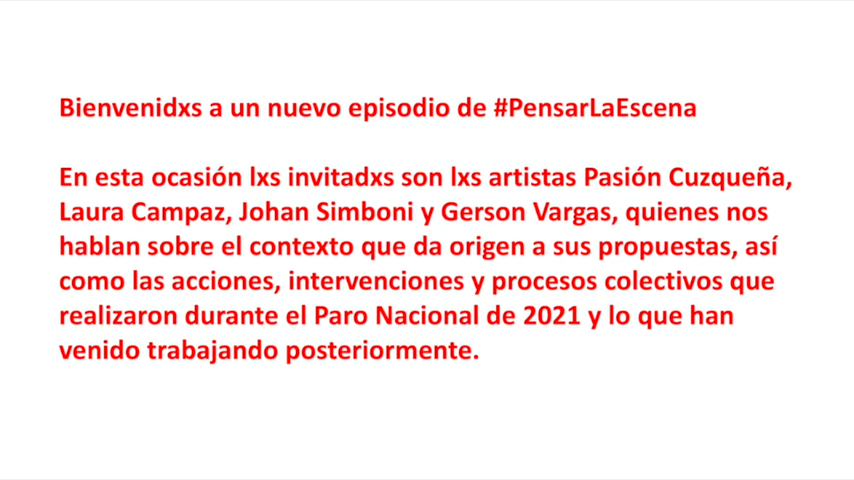 Bienvenidxs a un nuevo episodio de #PensarLaEscena
En esta ocasión lxs invitadxs son lxs artistas Pasión Cuzqueña,
Laura Campaz, Johan Simboni y Gerson Vargas, quienes nos
hablan sobre el contexto que da origen a sus propuestas, así
como las acciones, intervenciones y procesos colectivos que
realizaron durante el Paro Nacional de 2021 y lo que han
venido trabajando posteriormente.